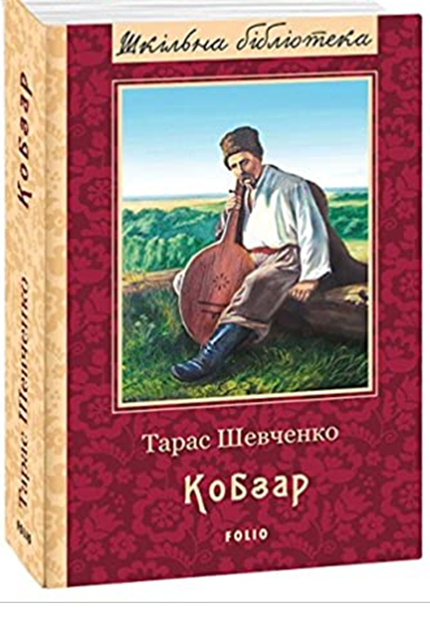 Шкільна бібліотека
Тарас Шевченко
Кобзар
FOLIO
Кобзар
Тарас Шевченко
FOLIO